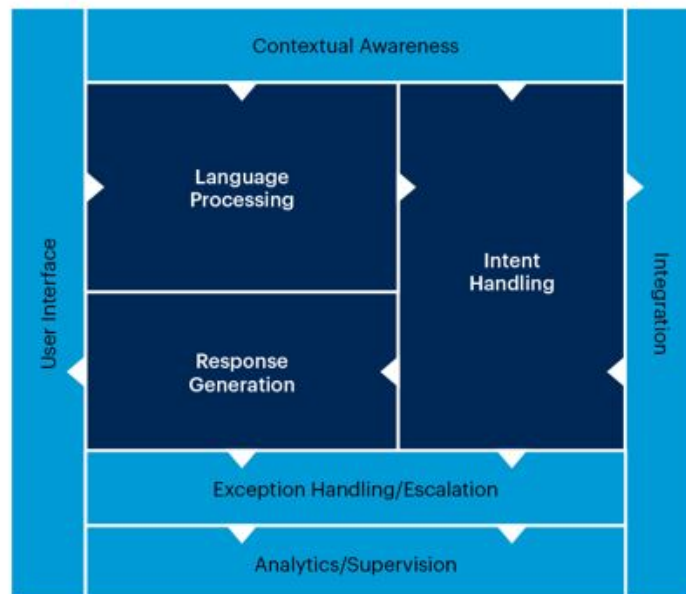 Contextual Awareness
User Interface
Language
Processing
Intent
Handling
Integration
Response
Generation
Exception Handling/Escalation
Analytics/Supervision